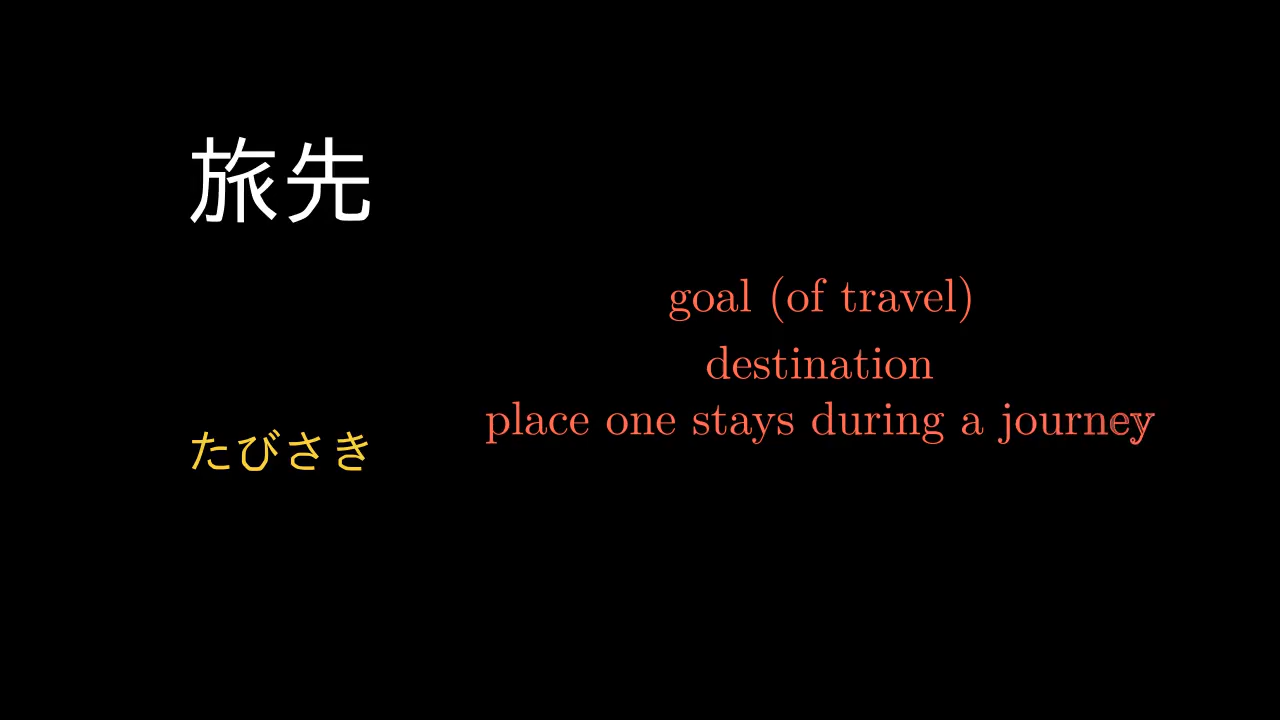 旅先
たびさき
goal (of travel)
destination
place one stays during a journey